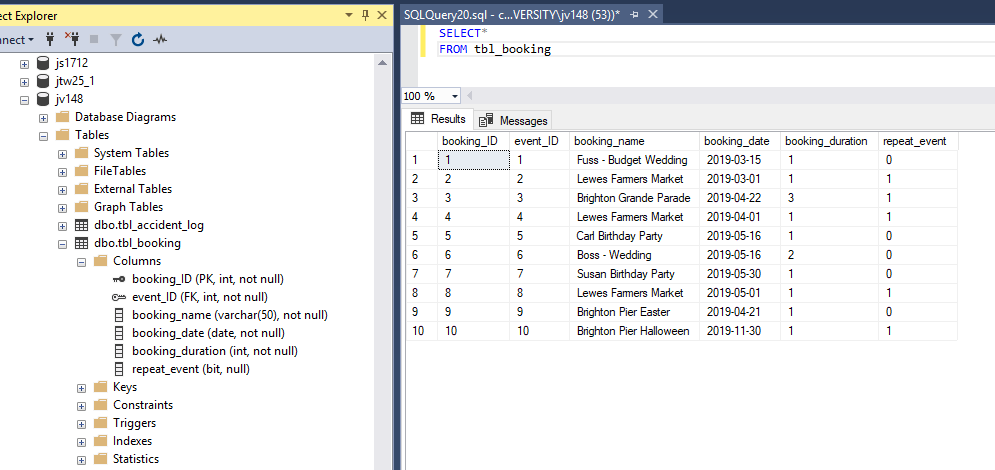 ect Explorer
nnect
js1712
jtw25_1
jv148
Database Diagrams
Tables
System Tables
FileTables
External Tables
Graph Tables
dbo.tbl_accident_log
dbo.tbl_booking
Columns
booking_ID (PK, int, not null)
event_ID (FK, int, not null)
booking_name (varchar(50), not null)
booking_date (date, not null)
booking_duration (int, not null)
repeat_event (bit, null)
Keys
Constraints
Triggers
Indexes
Statistics
SQLQuery20.sql - c...VERSITY\jv148 (53))*
SELECT*
FROM tbl_booking
100 %
Results Messages
booking_ID event_ID booking_name booking_date booking_duration repeat_event
1 1 1 Fuss - Budget Wedding 2019-03-15 1 0
2 2 2 Lewes Farmers Market 2019-03-01 1 1
3 3 3 Brighton Grande Parade 2019-04-22 3 1
4 4 4 Lewes Farmers Market 2019-04-01 1 1
5 5 5 Carl Birthday Party 2019-05-16 1 0
6 6 6 Boss - Wedding 2019-05-16 2 0
7 7 7 Susan Birthday Party 2019-05-30 1 0
8 8 8 Lewes Farmers Market 2019-05-01 1 1
9 9 9 Brighton Pier Easter 2019-04-21 1 0
10 10 10 Brighton Pier Halloween 2019-11-30 1 1